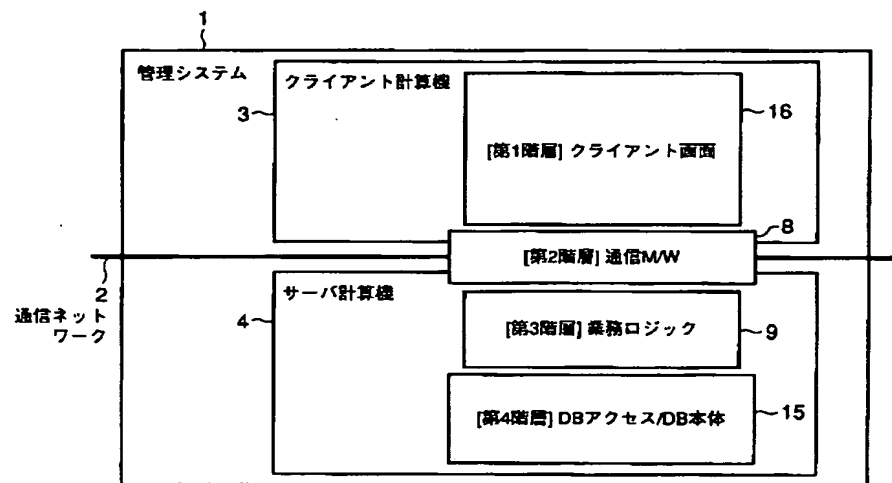 1
管理システム
クライアント計算機
3
16
[第1階層] クライアント画面
8
[第2階層] 通信M/W
2
通信ネット
ワーク
サーバ計算機
4
[第3階層] 業務ロジック
9
[第4階層] DBアクセス/DB本体
15